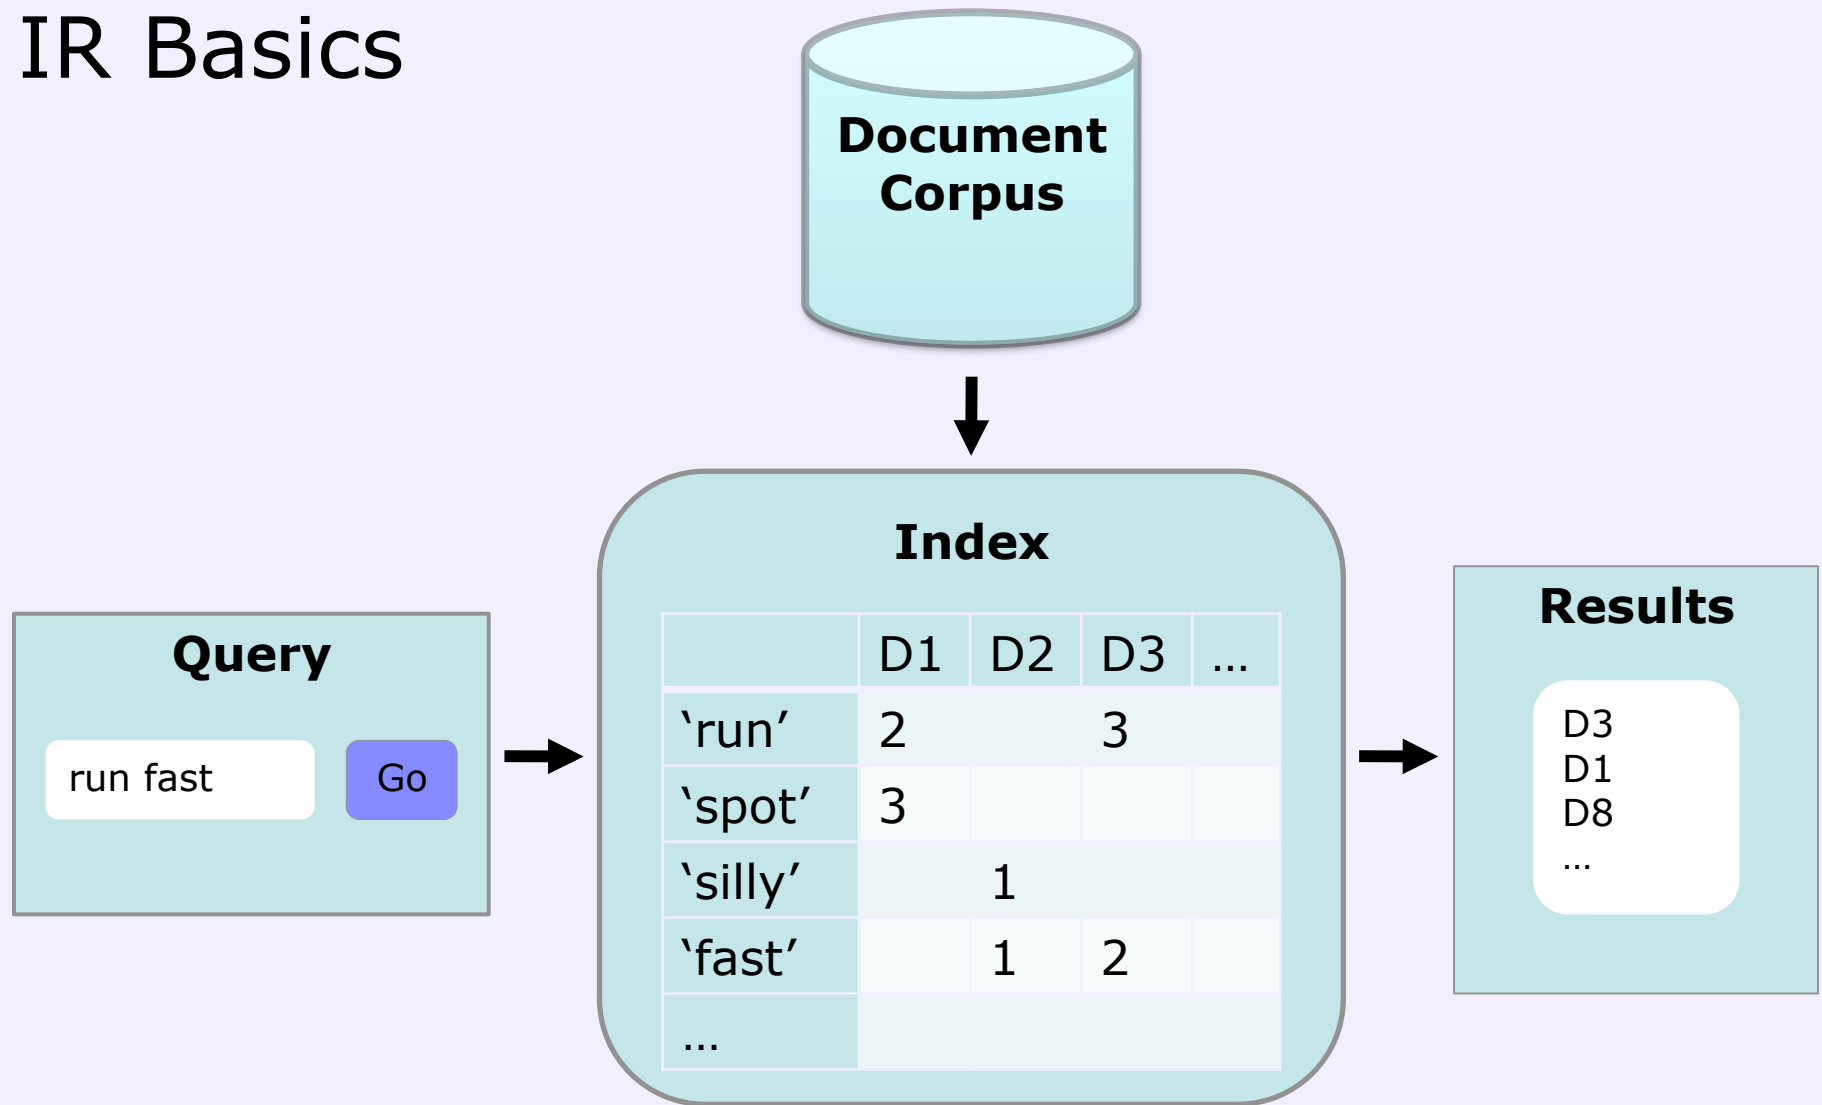 IR Basics
Document
Corpus
Index
Query
run fast
Go
D1 D2 D3 …
‘run’ 2 3
‘spot’ 3
‘silly’ 1
‘fast’ 1 2
…
Results
D3
D1
D8
…